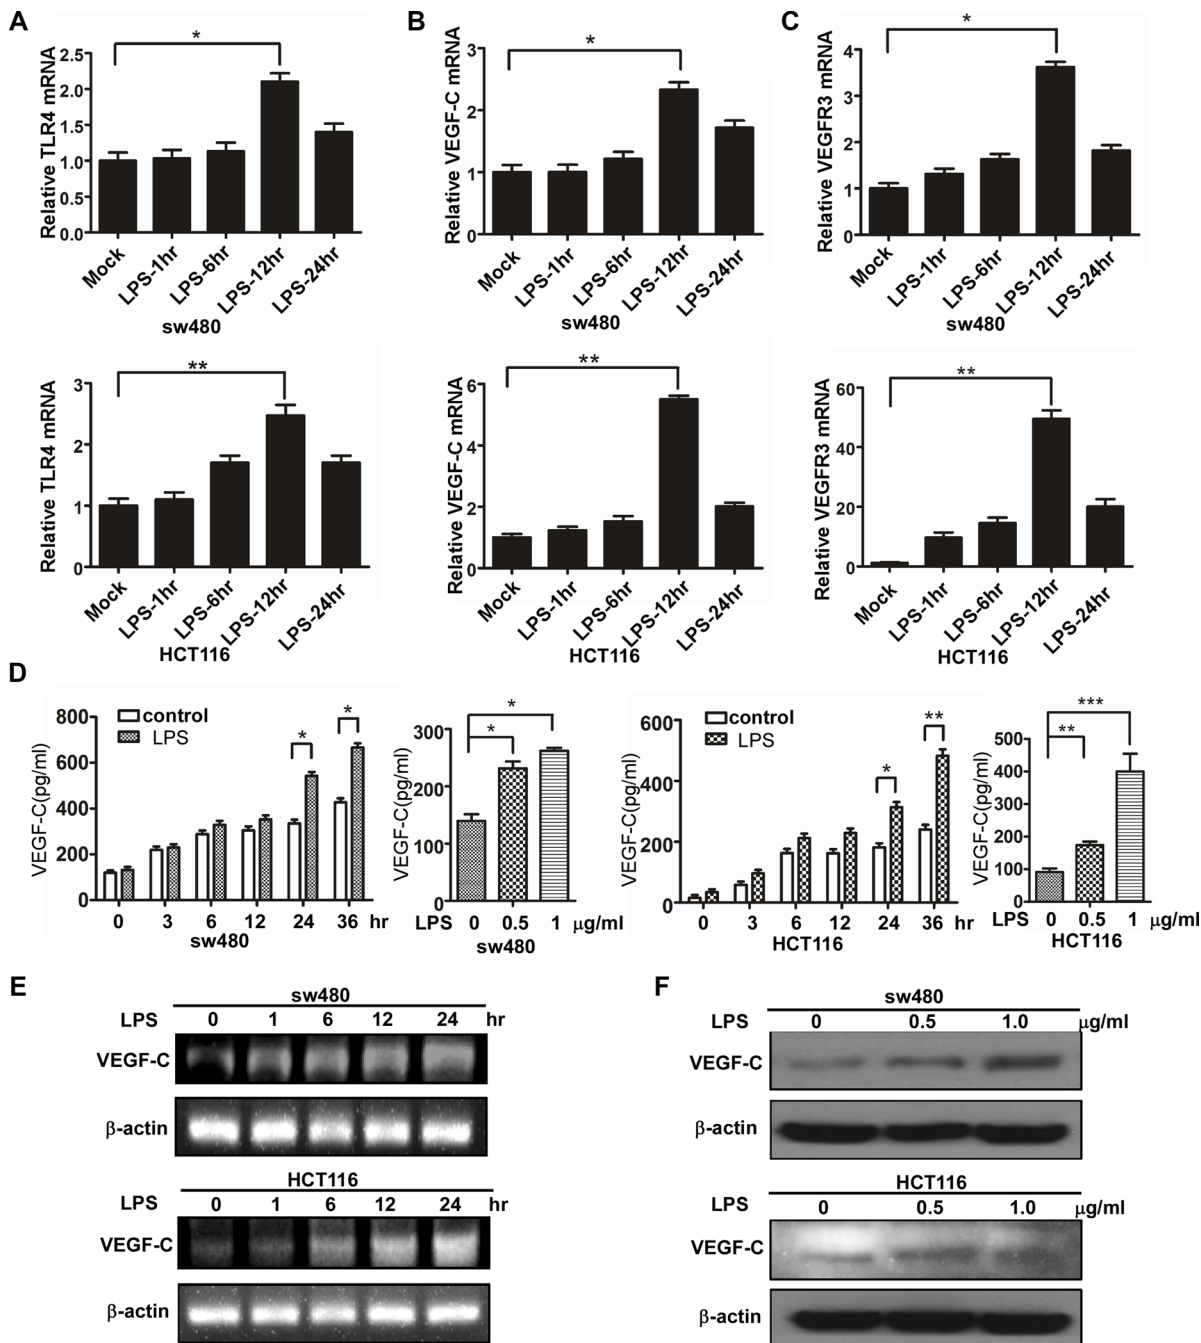 A
Relative TLR4 mRNA
2.5
2.0
1.5
1.0
0.5
0.0
*
Mock
LPS-1hr
LPS-6hr
LPS-12hr
LPS-24hr
sw480
B
Relative VEGF-C mRNA
3
2
1
0
*
Mock
LPS-1hr
LPS-6hr
LPS-12hr
LPS-24hr
sw480
C
Relative VEGFR3 mRNA
4
3
2
1
0
*
Mock
LPS-1hr
LPS-6hr
LPS-12hr
LPS-24hr
sw480
Relative TLR4 mRNA
3
2
1
0
**
Mock
LPS-1hr
LPS-6hr
LPS-12hr
LPS-24hr
HCT116
Relative VEGF-C mRNA
6
4
2
0
**
Mock
LPS-1hr
LPS-6hr
LPS-12hr
LPS-24hr
HCT116
Relative VEGFR3 mRNA
60
40
20
0
**
Mock
LPS-1hr
LPS-6hr
LPS-12hr
LPS-24hr
HCT116
D
VEGF-C(pg/ml)
800
600
400
200
0
control
LPS
*
*
0 3 6 12 24 36 hr
sw480
VEGF-C(pg/ml)
300
200
100
0
*
*
LPS 0 0.5 1 μg/ml
sw480
VEGF-C(pg/ml)
600
400
200
0
control
LPS
*
**
0 3 6 12 24 36 hr
HCT116
VEGF-C(pg/ml)
500
400
300
200
100
0
***
**
LPS 0 0.5 1 μg/ml
HCT116
E
sw480
LPS 0 1 6 12 24 hr
VEGF-C
β-actin
HCT116
LPS 0 1 6 12 24 hr
VEGF-C
β-actin
F
sw480
LPS 0 0.5 1.0 μg/ml
VEGF-C
β-actin
HCT116
LPS 0 0.5 1.0 μg/ml
VEGF-C
β-actin